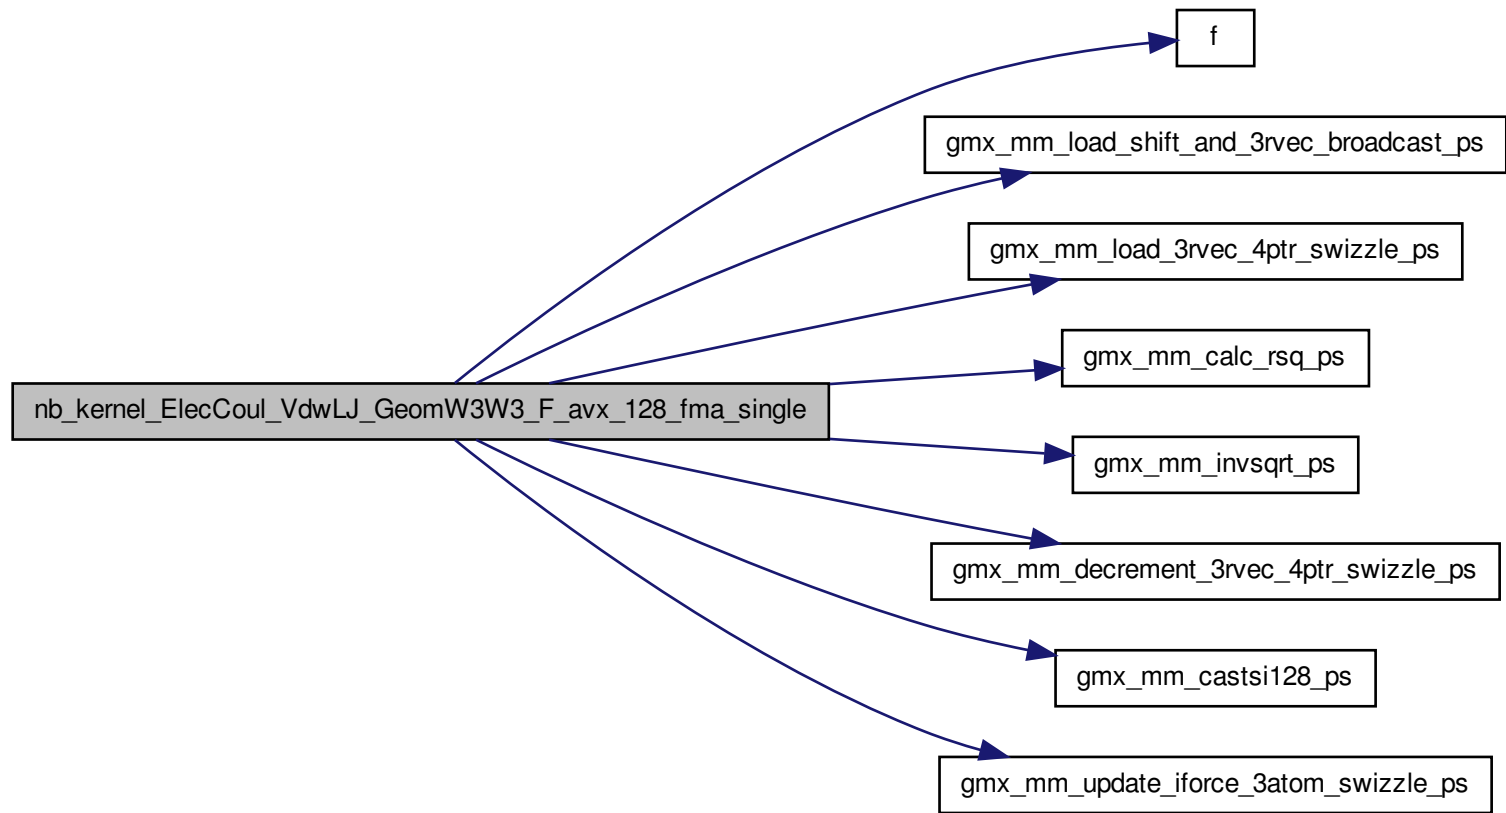 f
gmx_mm_load_shift_and_3rvec_broadcast_ps
gmx_mm_load_3rvec_4ptr_swizzle_ps
gmx_mm_calc_rsq_ps
nb_kernel_ElecCoul_VdwLJ_GeomW3W3_F_avx_128_fma_single
gmx_mm_invsqrt_ps
gmx_mm_decrement_3rvec_4ptr_swizzle_ps
gmx_mm_castsi128_ps
gmx_mm_update_iforce_3atom_swizzle_ps